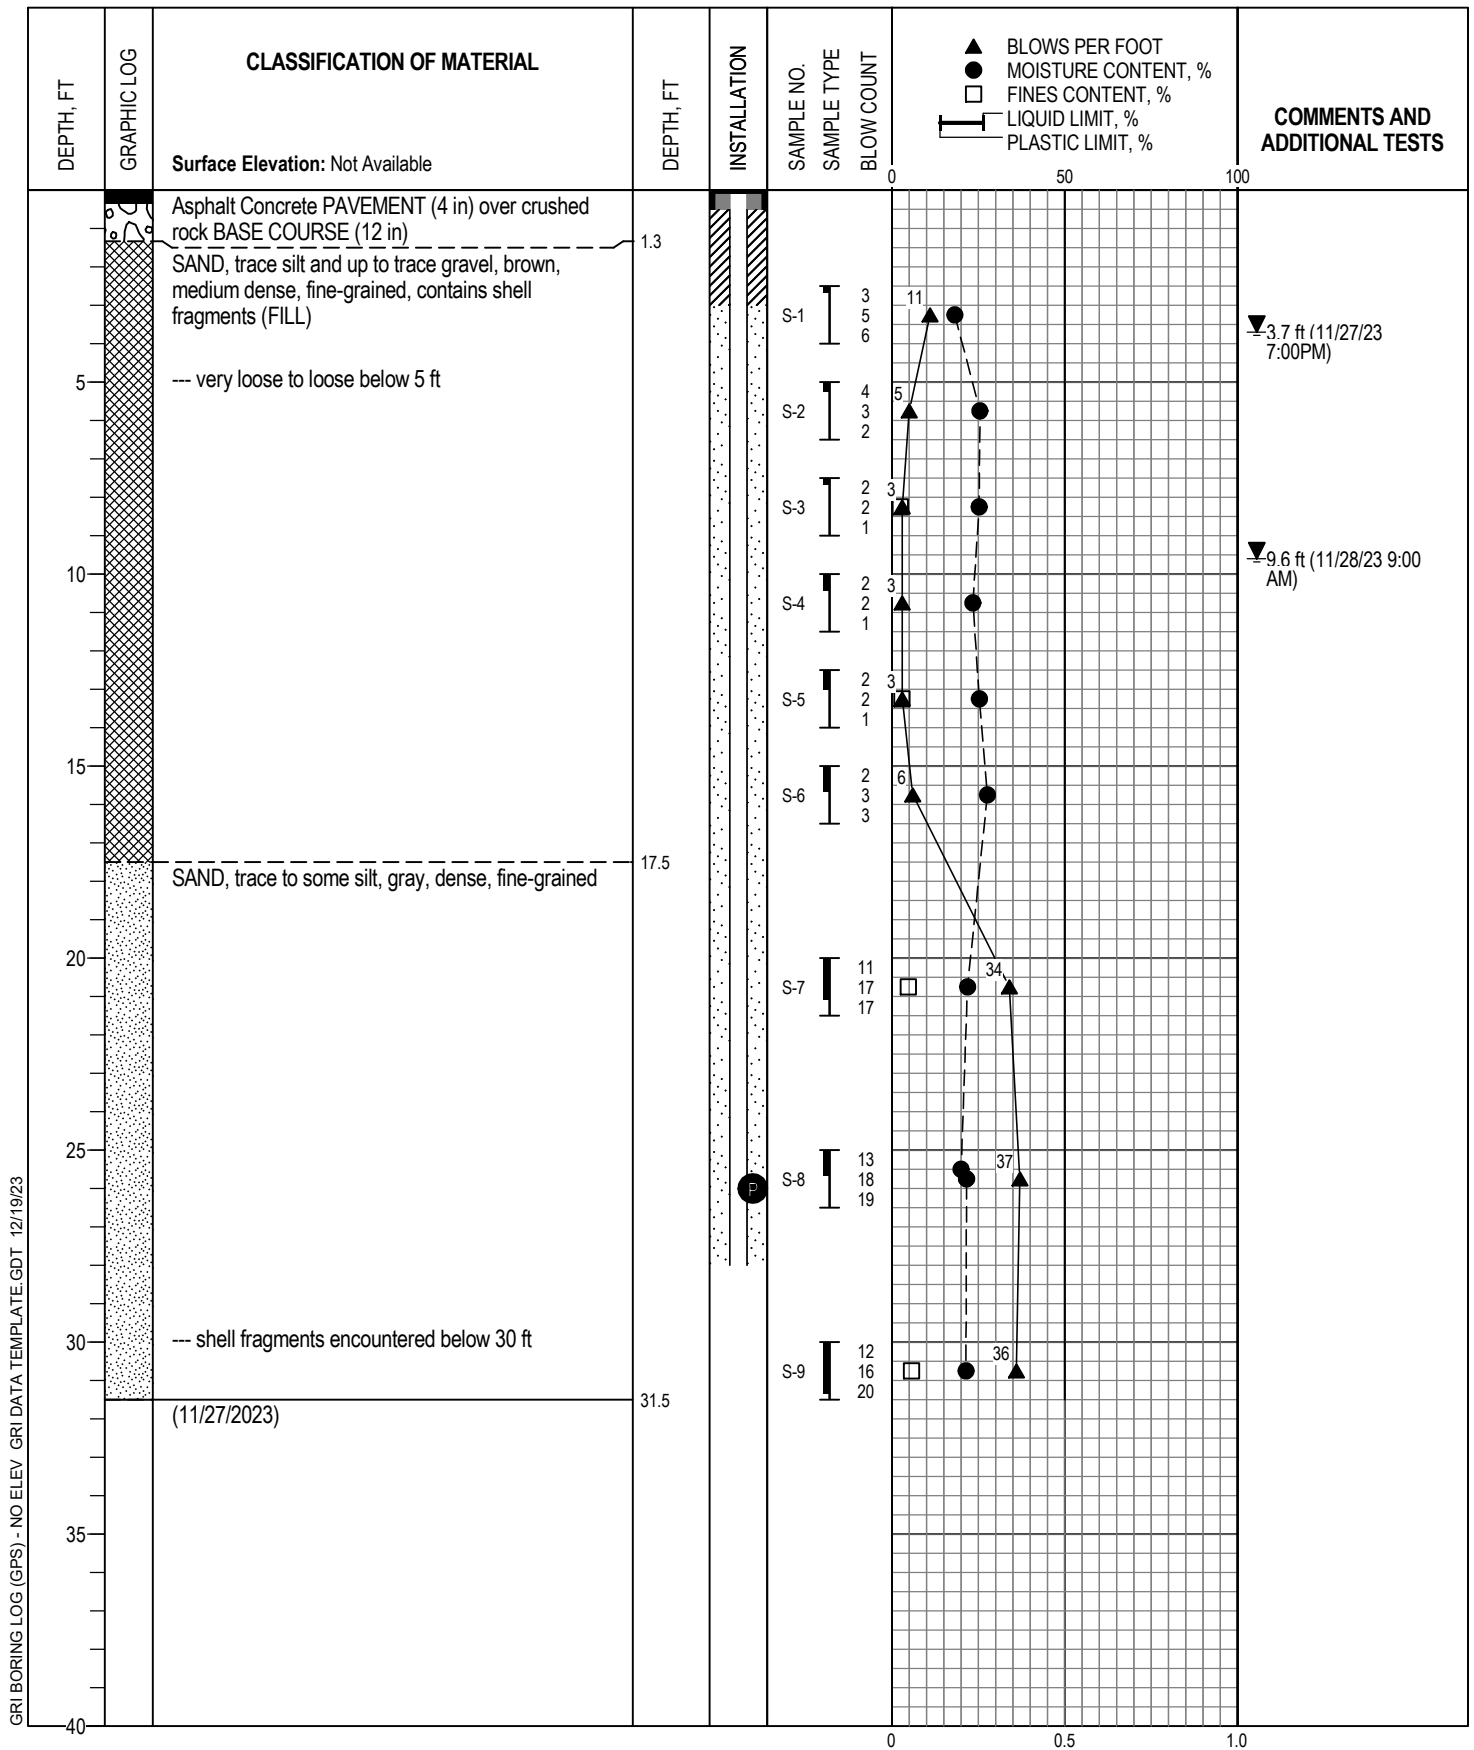 DEPTH, FT
GRAPHIC LOG
CLASSIFICATION OF MATERIAL
Surface Elevation: Not Available
DEPTH, FT
INSTALLATION
SAMPLE NO.
SAMPLE TYPE
BLOW COUNT
BLOWS PER FOOT
MOISTURE CONTENT, %
FINES CONTENT, %
LIQUID LIMIT, %
PLASTIC LIMIT, %
0 50 100
COMMENTS AND
ADDITIONAL TESTS
Asphalt Concrete PAVEMENT (4 in) over crushed
rock BASE COURSE (12 in)
1.3
SAND, trace silt and up to trace gravel, brown,
medium dense, fine-grained, contains shell
fragments (FILL)
S-1
3
5
6
11
3.7 ft (11/27/23
7:00PM)
5
--- very loose to loose below 5 ft
S-2
4
3
2
5
S-3
2
2
1
3
9.6 ft (11/28/23 9:00
AM)
10
S-4
2
2
1
3
S-5
2
2
1
3
15
S-6
2
3
3
6
17.5
SAND, trace to some silt, gray, dense, fine-grained
20
S-7
11
17
17
34
25
S-8
13
18
19
37
P
30
--- shell fragments encountered below 30 ft
S-9
12
16
20
36
31.5
(11/27/2023)
35
40
0 0.5 1.0
GRI BORING LOG (GPS) - NO ELEV GRI DATA TEMPLATE.GDT 12/19/23